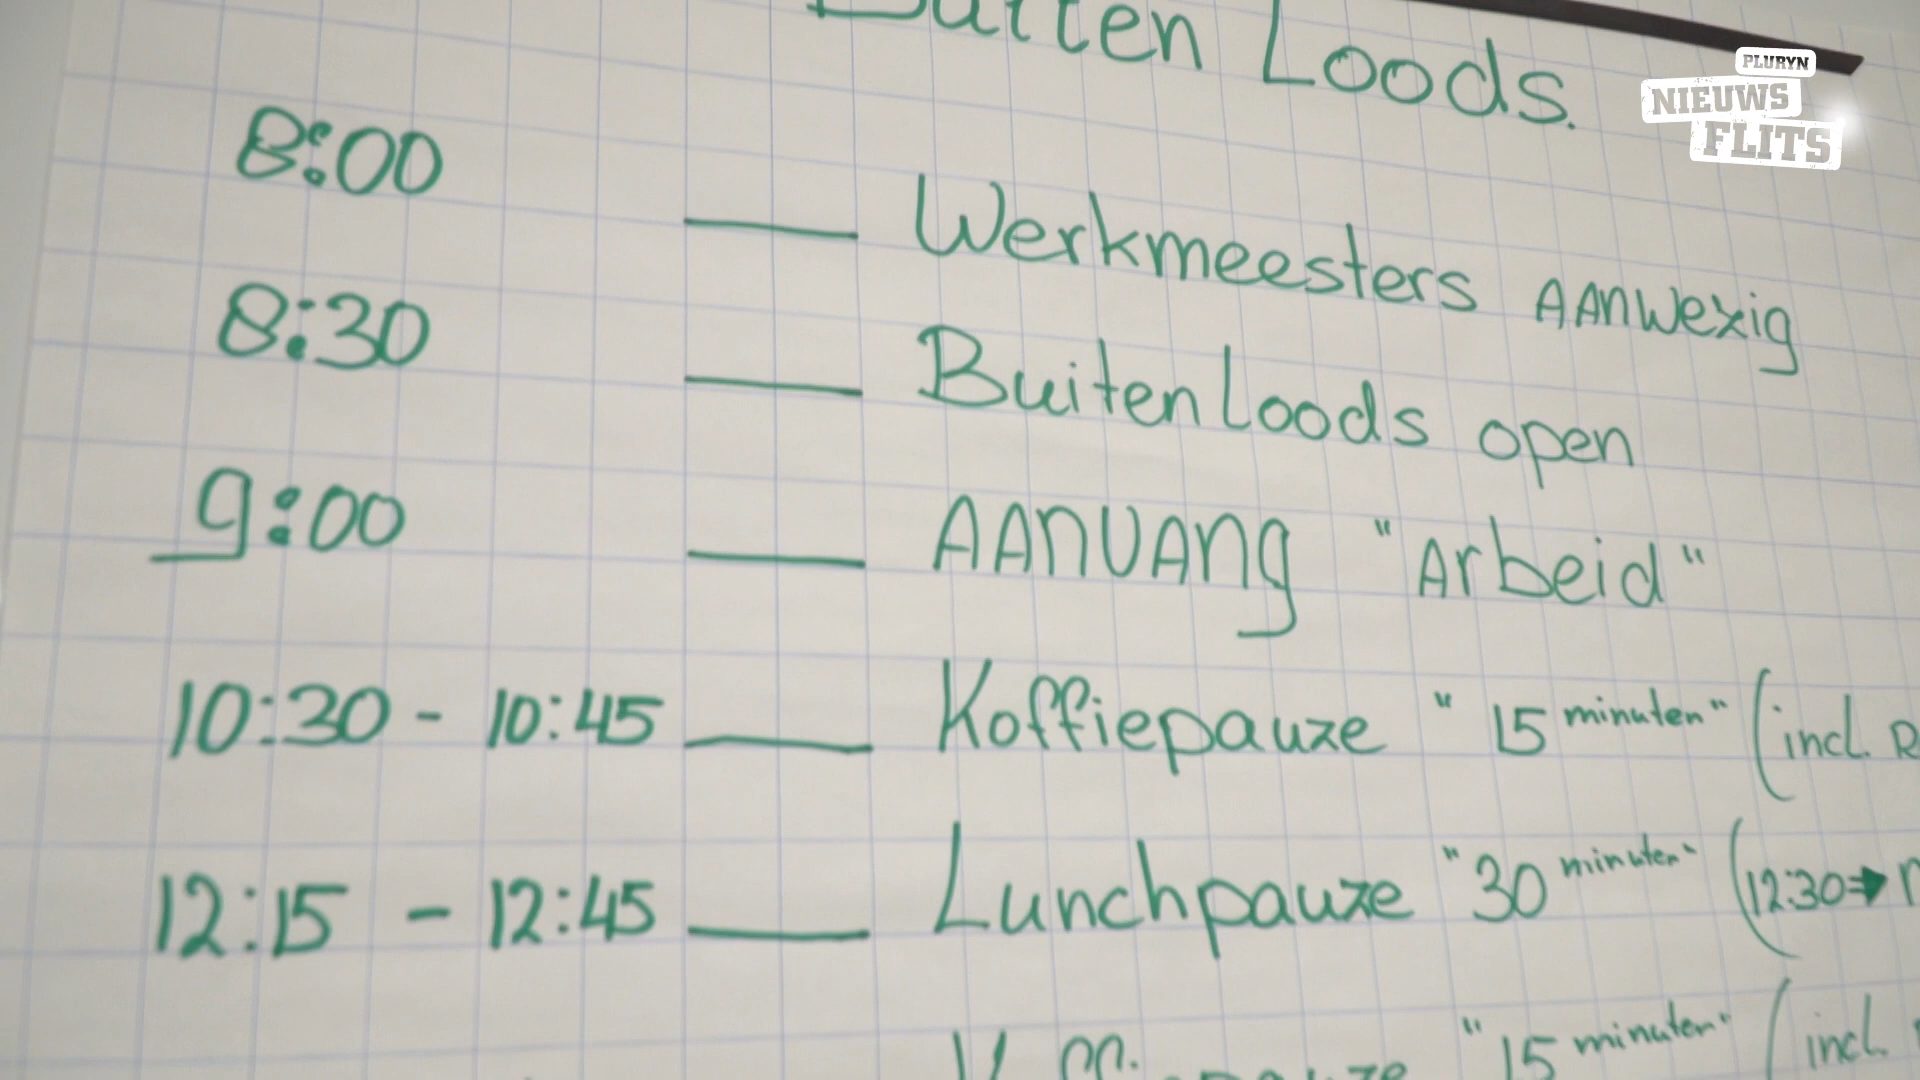 Buiten Loods.
PLURYN
NIEUWS
FLITS
8:00 — Werkmeesters AANwezig
8:30 — Buitenloods open
9:00 — AANVANg "Arbeid"
10:30 - 10:45 — Koffiepauze "15 minuten" (incl.
12:15 - 12:45 — Lunchpauze "30 minuten" (12:30 →
"15 minuten" (incl.